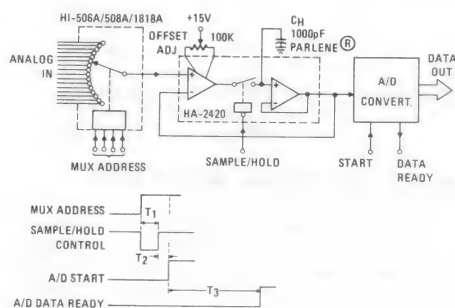 HI-506A/508A/1818A
+15V
OFFSET
ADJ
100K
CH
1000pF
PARLENE ®
ANALOG
IN
+
-
+
-
HA-2420
A/D
CONVERT.
DATA
OUT
MUX ADDRESS
SAMPLE/HOLD
START
DATA
READY
MUX ADDRESS
T1
SAMPLE/HOLD
CONTROL
T2
A/D START
T3
A/D DATA READY